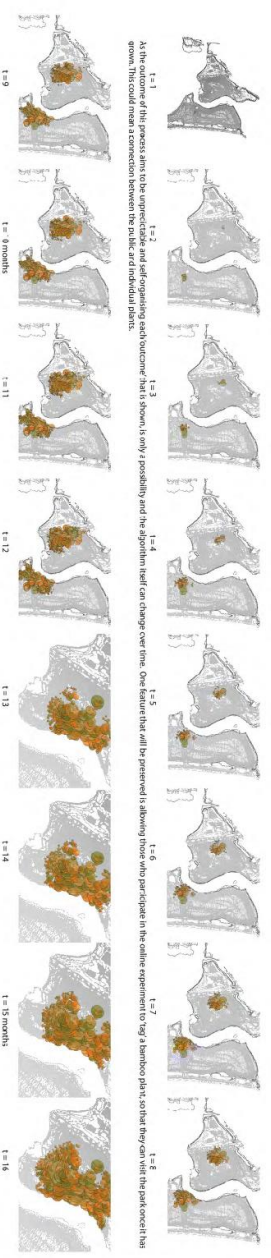 t = 1 t = 2 t = 3 t = 4 t = 5 t = 6 t = 7 t = 8
As the outcome of this process aims to be unpredictable and self-organising each 'outcome' that is shown, is only a possibility and the algorithm itself can change over time. One feature that will be preserved is allowing those who participate in the online experiment to 'tag' a bamboo plant, so that they can visit the park once it has
grown. This could mean a connection between the public and individual plants.
t = 9 t = 10 months t = 11 t = 12 t = 13 t = 14 t = 15 months t = 16